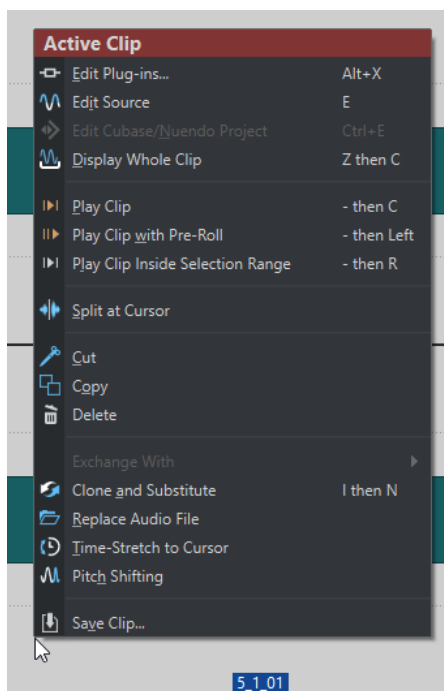 Active Clip
Edit Plug-ins... Alt+X
Edit Source E
Edit Cubase/Nuendo Project Ctrl+E
Display Whole Clip Z then C
Play Clip - then C
Play Clip with Pre-Roll - then Left
Play Clip Inside Selection Range - then R
Split at Cursor
Cut
Copy
Delete
Exchange With
Clone and Substitute I then N
Replace Audio File
Time-Stretch to Cursor
Pitch Shifting
Save Clip...
5_1_01